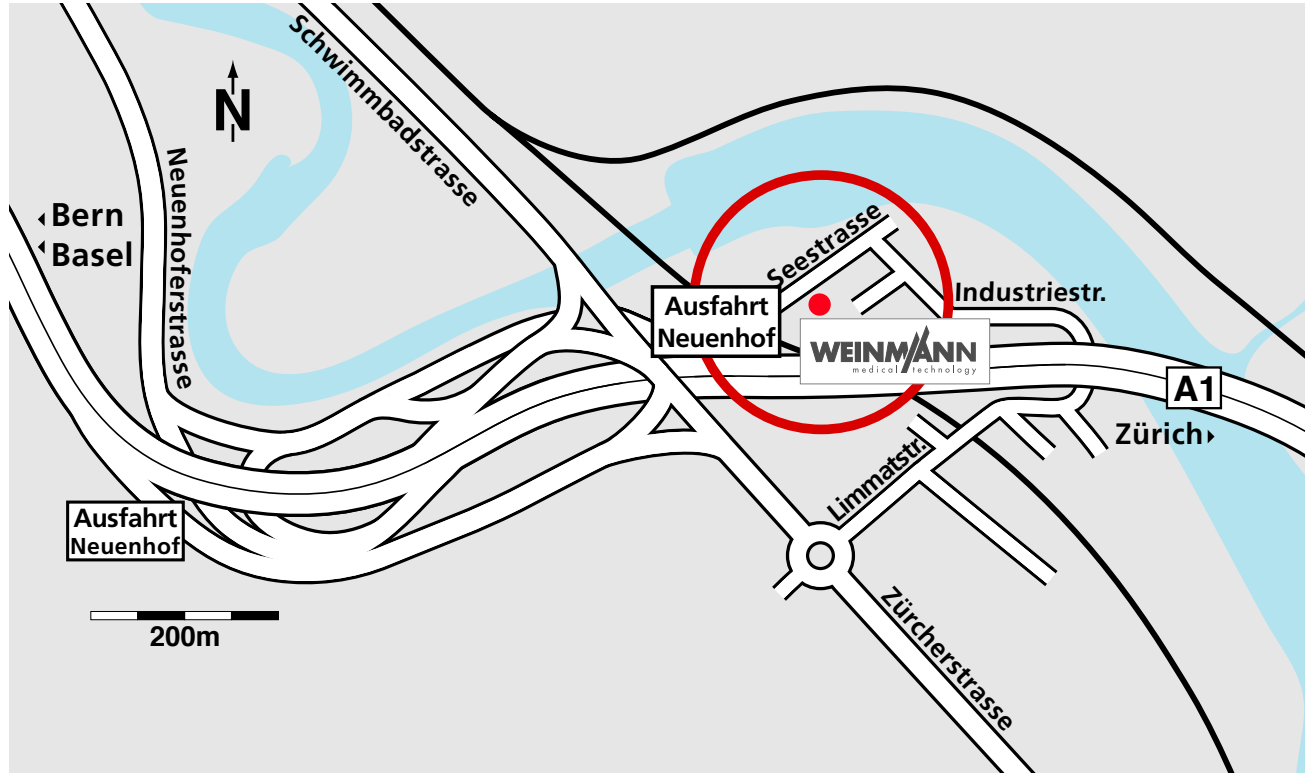 Schwimmbadstrasse
N
Neuenhoferstrasse
Bern
Basel
Seestrasse
Industriestr.
Ausfahrt
Neuenhof
WEINMANN
medical technology
A1
Zürich
Limmatstr.
Ausfahrt
Neuenhof
Zürcherstrasse
200m